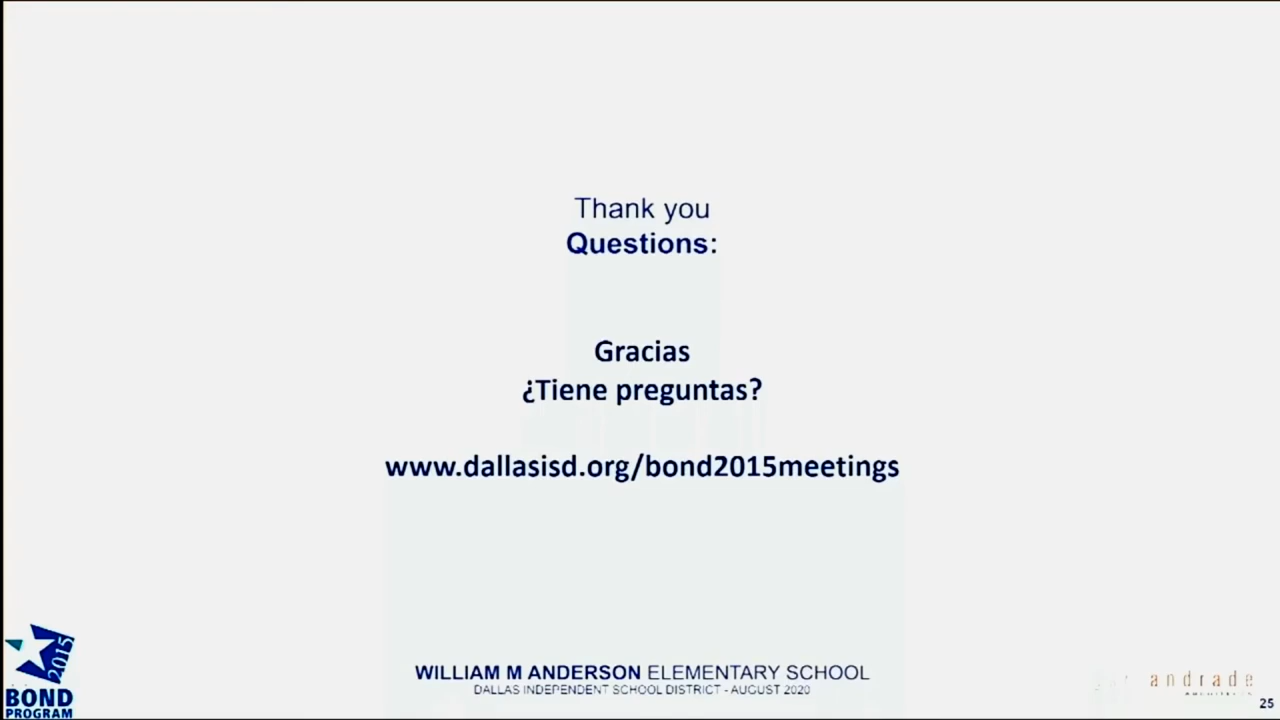 Thank you
Questions:
Gracias
¿Tiene preguntas?
www.dallasisd.org/bond2015meetings
WILLIAM M ANDERSON ELEMENTARY SCHOOL
DALLAS INDEPENDENT SCHOOL DISTRICT - AUGUST 2020
2015
BOND
PROGRAM
andrade
25